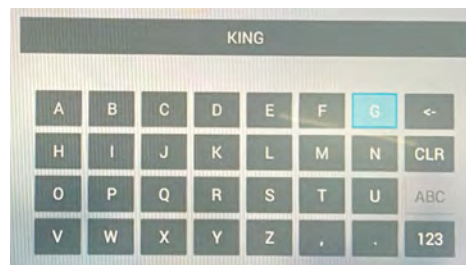 KING
A B C D E F G <-
H I J K L M N CLR
O P Q R S T U ABC
V W X Y Z , . 123